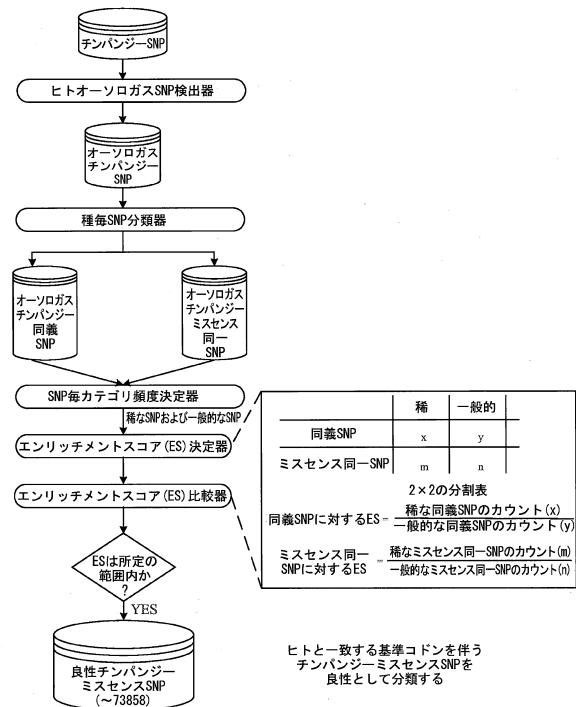 チンパンジーSNP
ヒトオーソロガスSNP検出器
オーソロガス
チンパンジー
SNP
種毎SNP分類器
オーソロガス
チンパンジー
同義
SNP
オーソロガス
チンパンジー
ミスセンス
同一
SNP
SNP毎カテゴリ頻度決定器
稀なSNPおよび一般的なSNP
エンリッチメントスコア(ES)決定器
エンリッチメントスコア(ES)比較器
ESは所定の
範囲内か
?
YES
良性チンパンジー
ミスセンスSNP
(~73858)
稀 一般的
同義SNP x y
ミスセンス同一SNP m n
2×2の分割表
同義SNPに対するES=
稀な同義SNPのカウント(x)
一般的な同義SNPのカウント(y)
ミスセンス同一
SNPに対するES
=
稀なミスセンス同一SNPのカウント(m)
一般的なミスセンス同一SNPのカウント(n)
ヒトと一致する基準コドンを伴う
チンパンジーミスセンスSNPを
良性として分類する